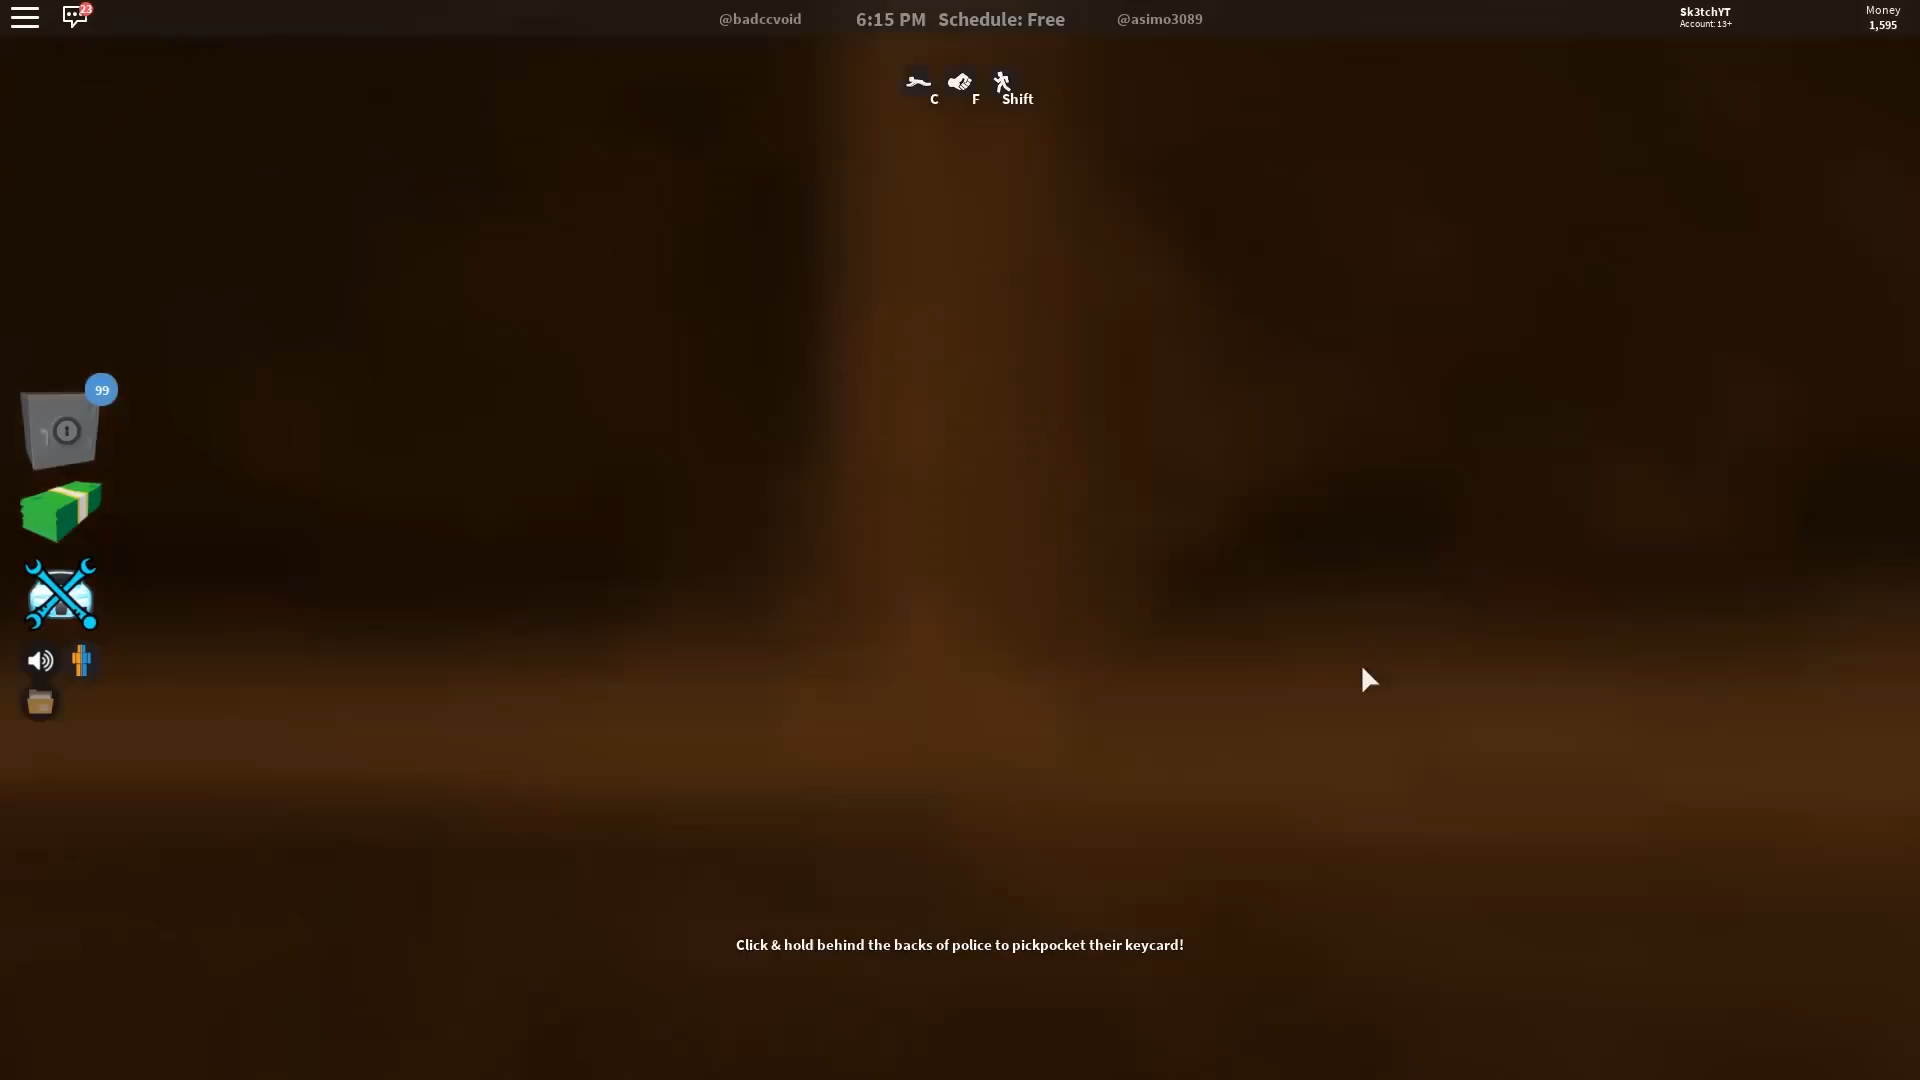 23
@badccvoid
6:15 PM Schedule: Free
@asimo3089
Sk3tchYT
Account: 13+
Money
1,595
C
F
Shift
99
Click & hold behind the backs of police to pickpocket their keycard!